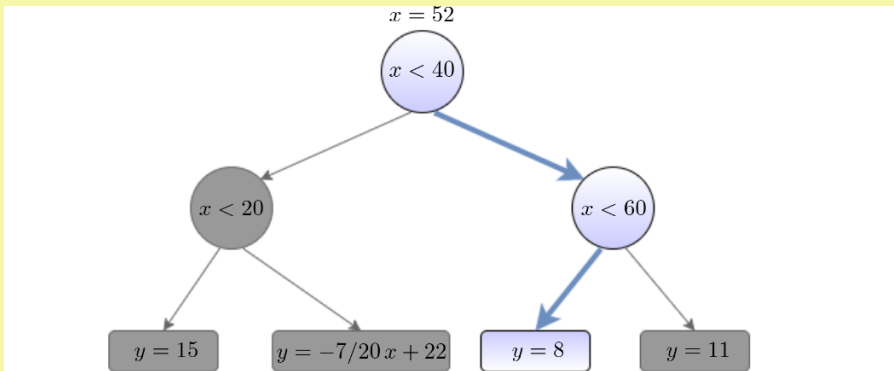 x = 52
x < 40
x < 20
x < 60
y = 15
y = −7/20 x + 22
y = 8
y = 11